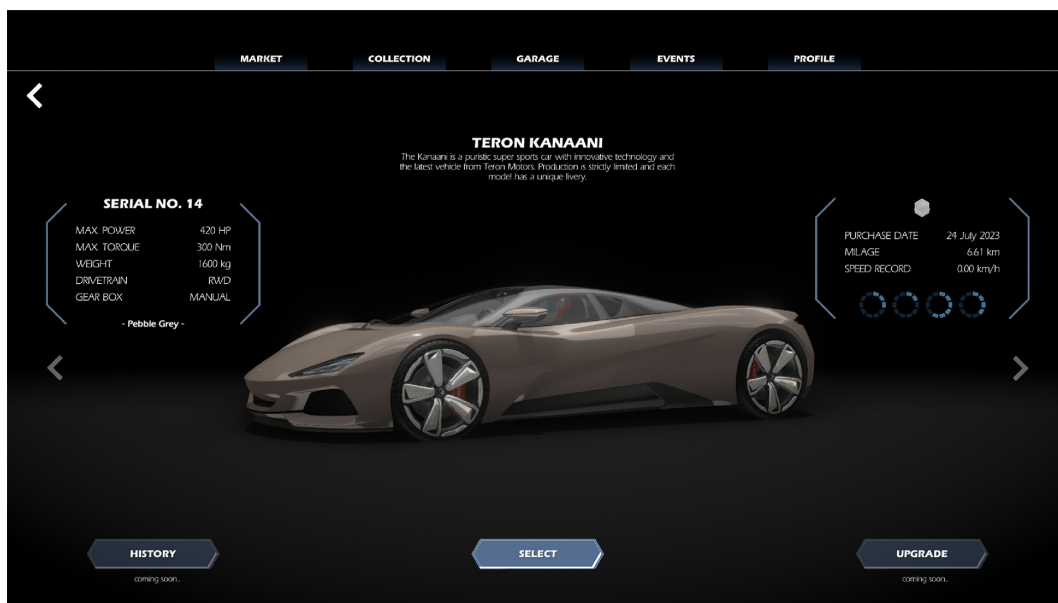 MARKET
COLLECTION
GARAGE
EVENTS
PROFILE
TERON KANAANI
The Kanaani is a puristic super sports car with innovative technology and
the latest vehicle from Teron Motors. Production is strictly limited and each
model has a unique livery.
SERIAL NO. 14
MAX. POWER 420 HP
MAX. TORQUE 300 Nm
WEIGHT 1600 kg
DRIVETRAIN RWD
GEAR BOX MANUAL
- Pebble Grey -
PURCHASE DATE 24 July 2023
MILAGE 6.61 km
SPEED RECORD 0.00 km/h
HISTORY
coming soon..
SELECT
UPGRADE
coming soon..